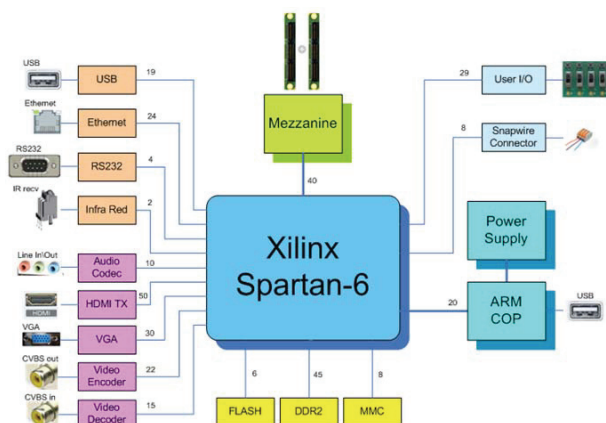 USB
USB
19
Ethernet
Ethernet
24
RS232
RS232
4
IR recv
Infra Red
2
Line In\Out
Audio
Codec
10
HDMI
HDMI TX
50
VGA
VGA
30
CVBS out
Video
Encoder
22
CVBS in
Video
Decoder
15
Mezzanine
40
Xilinx
Spartan-6
29
User I/O
8
Snapwire
Connector
Power
Supply
20
ARM
COP
USB
6
45
8
FLASH
DDR2
MMC